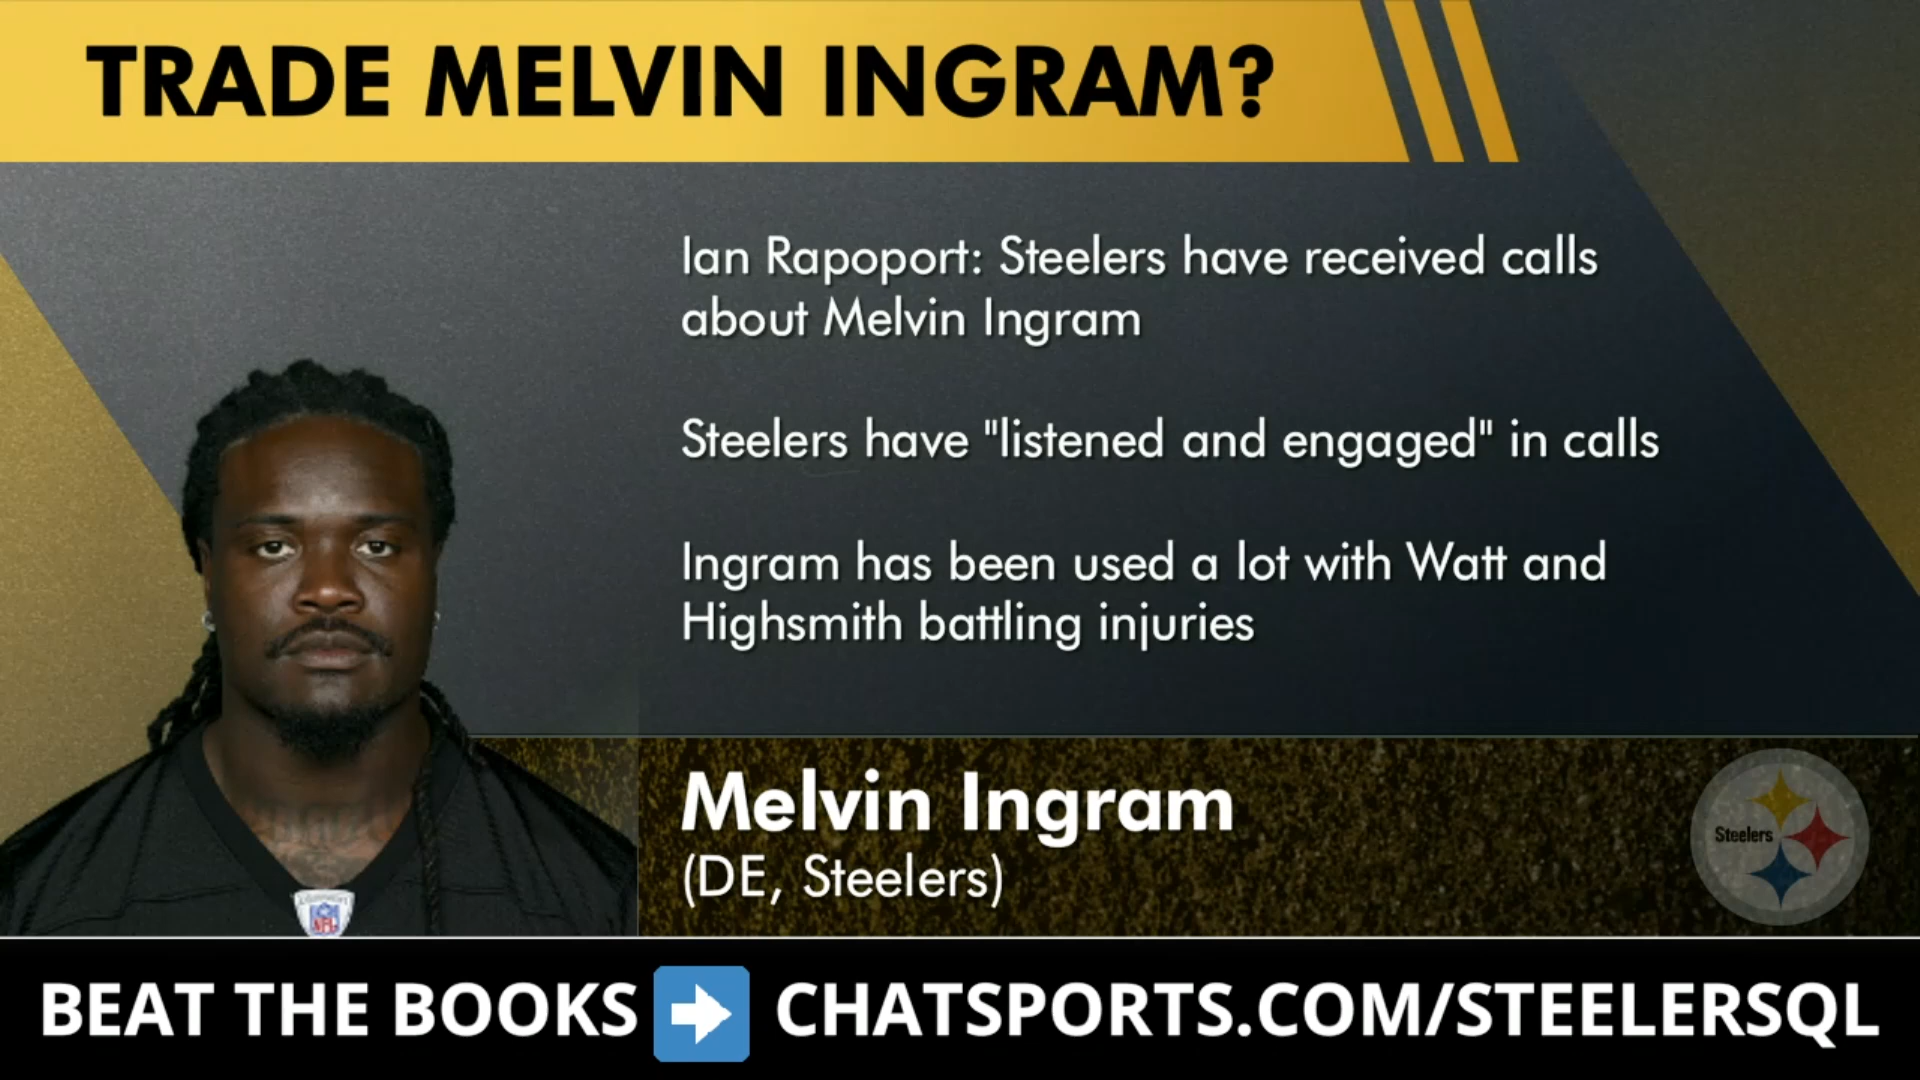 TRADE MELVIN INGRAM?
Ian Rapoport: Steelers have received calls
about Melvin Ingram
Steelers have "listened and engaged" in calls
Ingram has been used a lot with Watt and
Highsmith battling injuries
Melvin Ingram
(DE, Steelers)
Steelers
NFL
BEAT THE BOOKS ➡ CHATSPORTS.COM/STEELERSQL